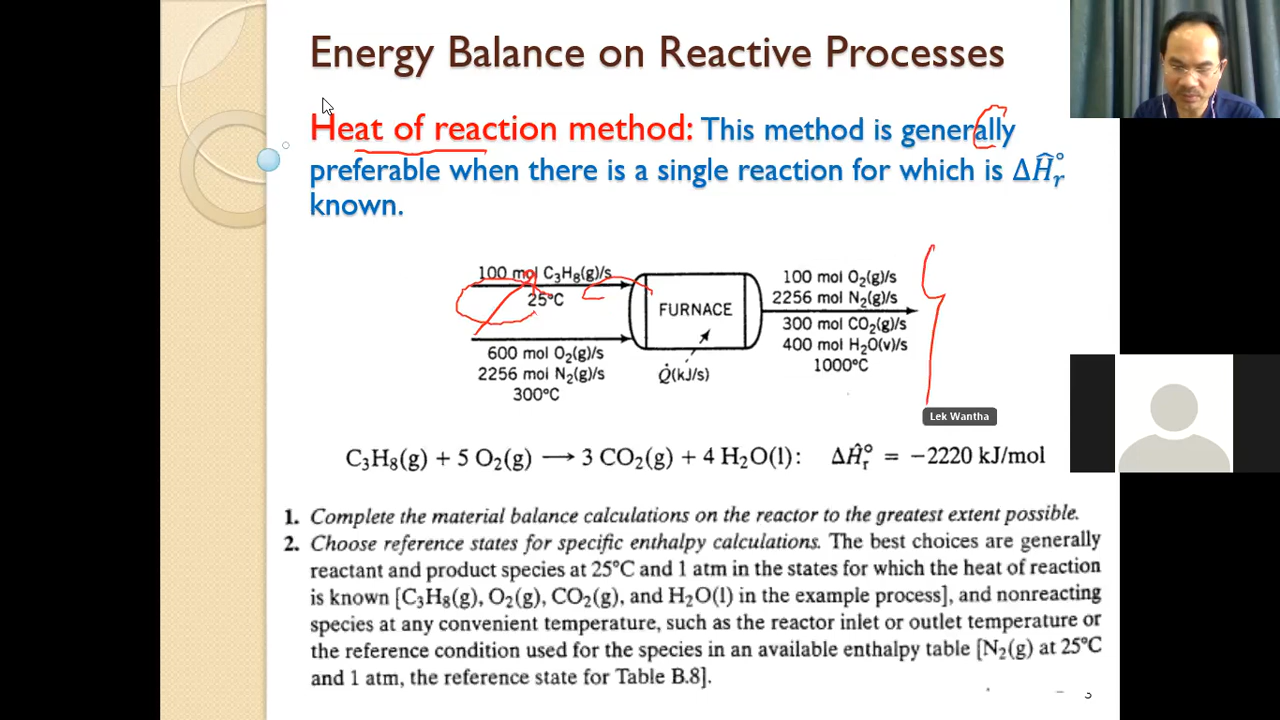 Energy Balance on Reactive Processes
Heat of reaction method: This method is generally
preferable when there is a single reaction for which is ΔĤ°ᵣ
known.
100 mol C₃H₈(g)/s
25°C
600 mol O₂(g)/s
2256 mol N₂(g)/s
300°C
FURNACE
Q̇(kJ/s)
100 mol O₂(g)/s
2256 mol N₂(g)/s
300 mol CO₂(g)/s
400 mol H₂O(v)/s
1000°C
Lek Wantha
C₃H₈(g) + 5 O₂(g) ⟶ 3 CO₂(g) + 4 H₂O(l): ΔĤ°ᵣ = −2220 kJ/mol
1. Complete the material balance calculations on the reactor to the greatest extent possible.
2. Choose reference states for specific enthalpy calculations. The best choices are generally
reactant and product species at 25°C and 1 atm in the states for which the heat of reaction
is known [C₃H₈(g), O₂(g), CO₂(g), and H₂O(l) in the example process], and nonreacting
species at any convenient temperature, such as the reactor inlet or outlet temperature or
the reference condition used for the species in an available enthalpy table [N₂(g) at 25°C
and 1 atm, the reference state for Table B.8].